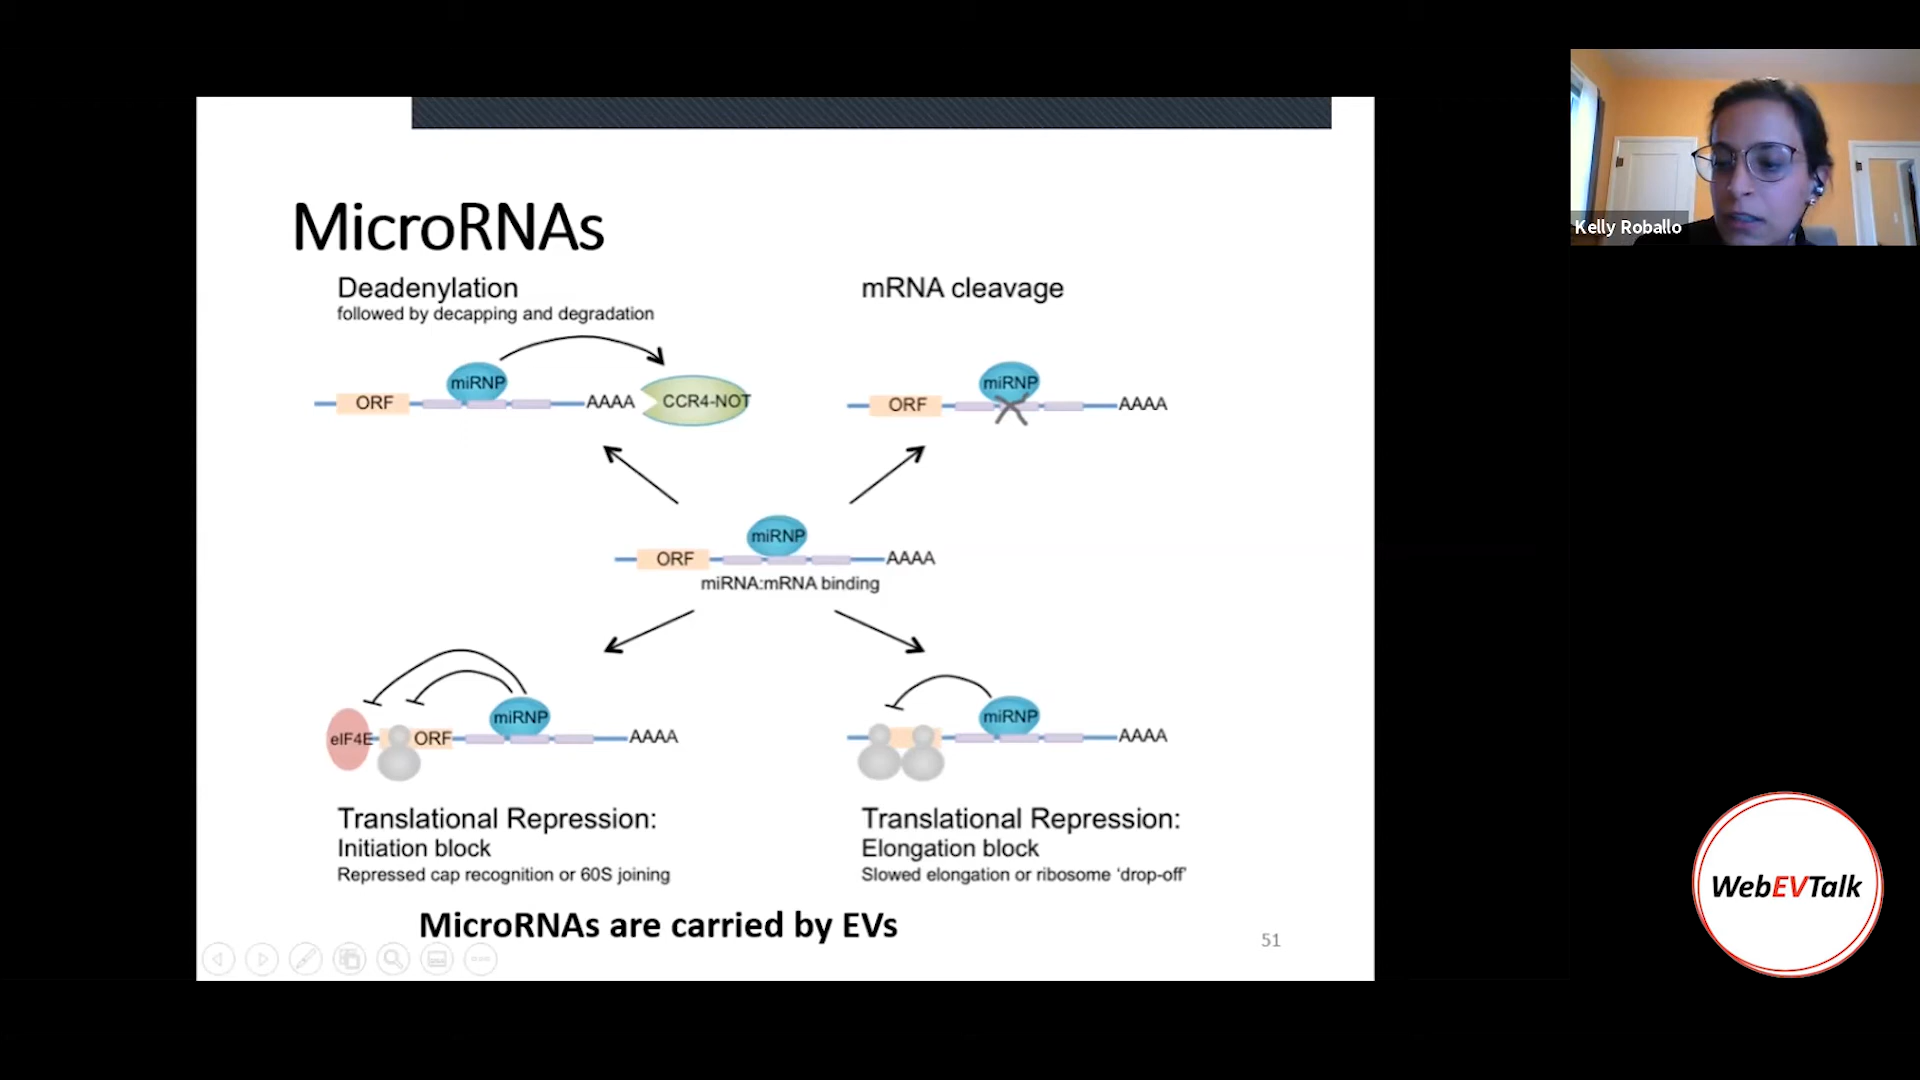 MicroRNAs
Deadenylation
followed by decapping and degradation
miRNP
ORF
AAAA
CCR4-NOT
mRNA cleavage
miRNP
ORF
AAAA
miRNP
ORF
AAAA
miRNA:mRNA binding
miRNP
eIF4E
ORF
AAAA
Translational Repression:
Initiation block
Repressed cap recognition or 60S joining
miRNP
AAAA
Translational Repression:
Elongation block
Slowed elongation or ribosome ‘drop-off’
MicroRNAs are carried by EVs
51
Kelly Roballo
WebEVTalk